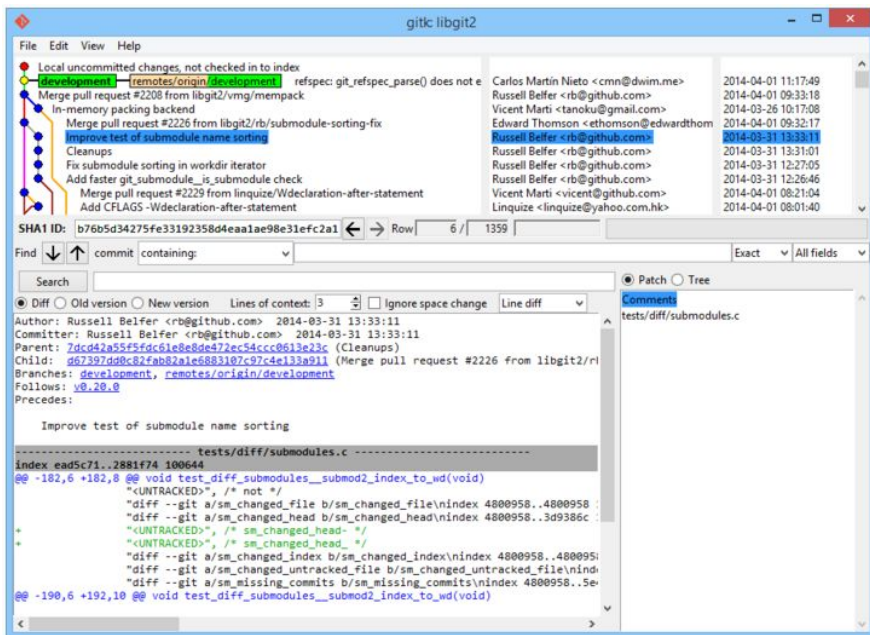 gitk: libgit2
File Edit View Help
Local uncommitted changes, not checked in to index
development remotes/origin/development refspec: git_refspec_parse() does not e Carlos Martín Nieto <cmn@dwim.me> 2014-04-01 11:17:49
Merge pull request #2208 from libgit2/vmg/mempack Russell Belfer <rb@github.com> 2014-04-01 09:33:18
In-memory packing backend Vicent Marti <tanoku@gmail.com> 2014-03-26 10:17:08
Merge pull request #2226 from libgit2/rb/submodule-sorting-fix Edward Thomson <ethomson@edwardthom 2014-04-01 09:32:17
Improve test of submodule name sorting Russell Belfer <rb@github.com> 2014-03-31 13:33:11
Cleanups Russell Belfer <rb@github.com> 2014-03-31 13:31:01
Fix submodule sorting in workdir iterator Russell Belfer <rb@github.com> 2014-03-31 12:27:05
Add faster git_submodule__is_submodule check Russell Belfer <rb@github.com> 2014-03-31 12:26:46
Merge pull request #2229 from linquize/Wdeclaration-after-statement Vicent Marti <vicent@github.com> 2014-04-01 08:21:04
Add CFLAGS -Wdeclaration-after-statement Linquize <linquize@yahoo.com.hk> 2014-04-01 08:01:40
SHA1 ID: b76b5d34275fe33192358d4eaa1ae98e31efc2a1 Row 6 / 1359
Find commit containing: Exact All fields
Search Patch Tree
Diff Old version New version Lines of context: 3 Ignore space change Line diff Comments
tests/diff/submodules.c
Author: Russell Belfer <rb@github.com> 2014-03-31 13:33:11
Committer: Russell Belfer <rb@github.com> 2014-03-31 13:33:11
Parent: 7dcd42a55f5fdc61e8e8de472ec54ccc0613e23c (Cleanups)
Child: d67397dd0c82fab82a1e6883107c97c4e133a911 (Merge pull request #2226 from libgit2/r
Branches: development, remotes/origin/development
Follows: v0.20.0
Precedes:
Improve test of submodule name sorting
---------------------------- tests/diff/submodules.c ----------------------------
index ead5c71..2881f74 100644
@@ -182,6 +182,8 @@ void test_diff_submodules__submod2_index_to_wd(void)
"<UNTRACKED>", /* not */
"diff --git a/sm_changed_file b/sm_changed_file\nindex 4800958..4800958
"diff --git a/sm_changed_head b/sm_changed_head\nindex 4800958..3d9386c
+ "<UNTRACKED>", /* sm_changed_head- */
+ "<UNTRACKED>", /* sm_changed_head_ */
"diff --git a/sm_changed_index b/sm_changed_index\nindex 4800958..480095
"diff --git a/sm_changed_untracked_file b/sm_changed_untracked_file\nind
"diff --git a/sm_missing_commits b/sm_missing_commits\nindex 4800958..5e
@@ -190,6 +192,10 @@ void test_diff_submodules__submod2_index_to_wd(void)